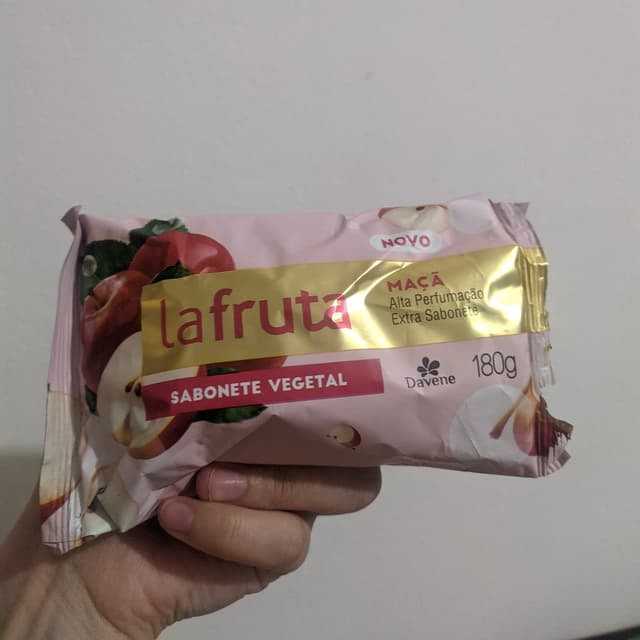 NOVO
lafruta
MAÇÃ
Alta Perfumação
Extra Sabonete
SABONETE VEGETAL
Davene
180g